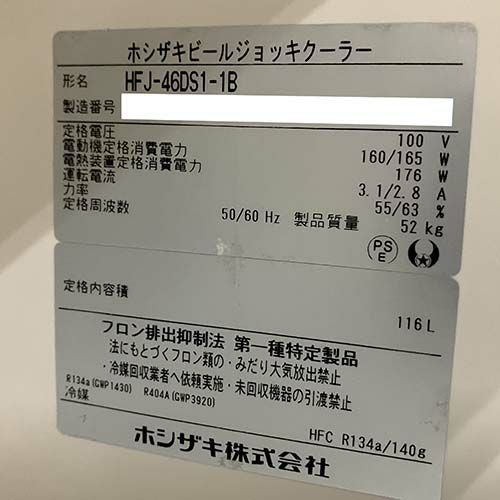 ホシザキビールジョッキクーラー
形名 HFJ-46DS1-1B
製造番号
定格電圧 100 V
電動機定格消費電力 160/165 W
電熱装置定格消費電力 176 W
運転電流 3.1/2.8 A
力率 55/63 %
定格周波数 50/60 Hz 製品質量 52 kg
PS
E
定格内容積 116 L
フロン排出抑制法 第一種特定製品
法にもとづくフロン類の・みだり大気放出禁止
・冷媒回収業者へ依頼実施・未回収機器の引渡禁止
R134a(GWP1430) R404A(GWP3920)
冷媒 HFC R134a/140g
ホシザキ株式会社